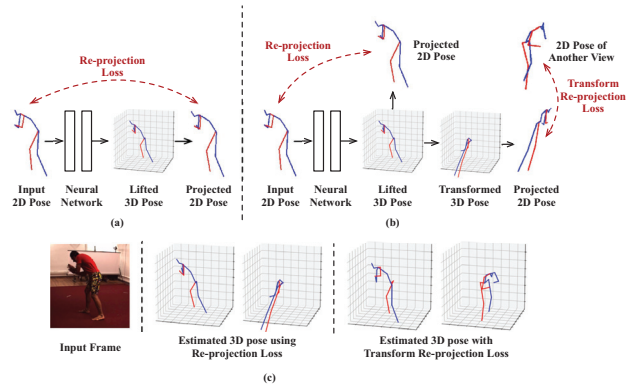 Re-projection
Loss
Input
2D Pose
Neural
Network
Lifted
3D Pose
Projected
2D Pose
(a)
Re-projection
Loss
Projected
2D Pose
2D Pose of
Another View
Transform
Re-projection
Loss
Input
2D Pose
Neural
Network
Lifted
3D Pose
Transformed
3D Pose
Projected
2D Pose
(b)
Input Frame
Estimated 3D pose using
Re-projection Loss
Estimated 3D pose with
Transform Re-projection Loss
(c)